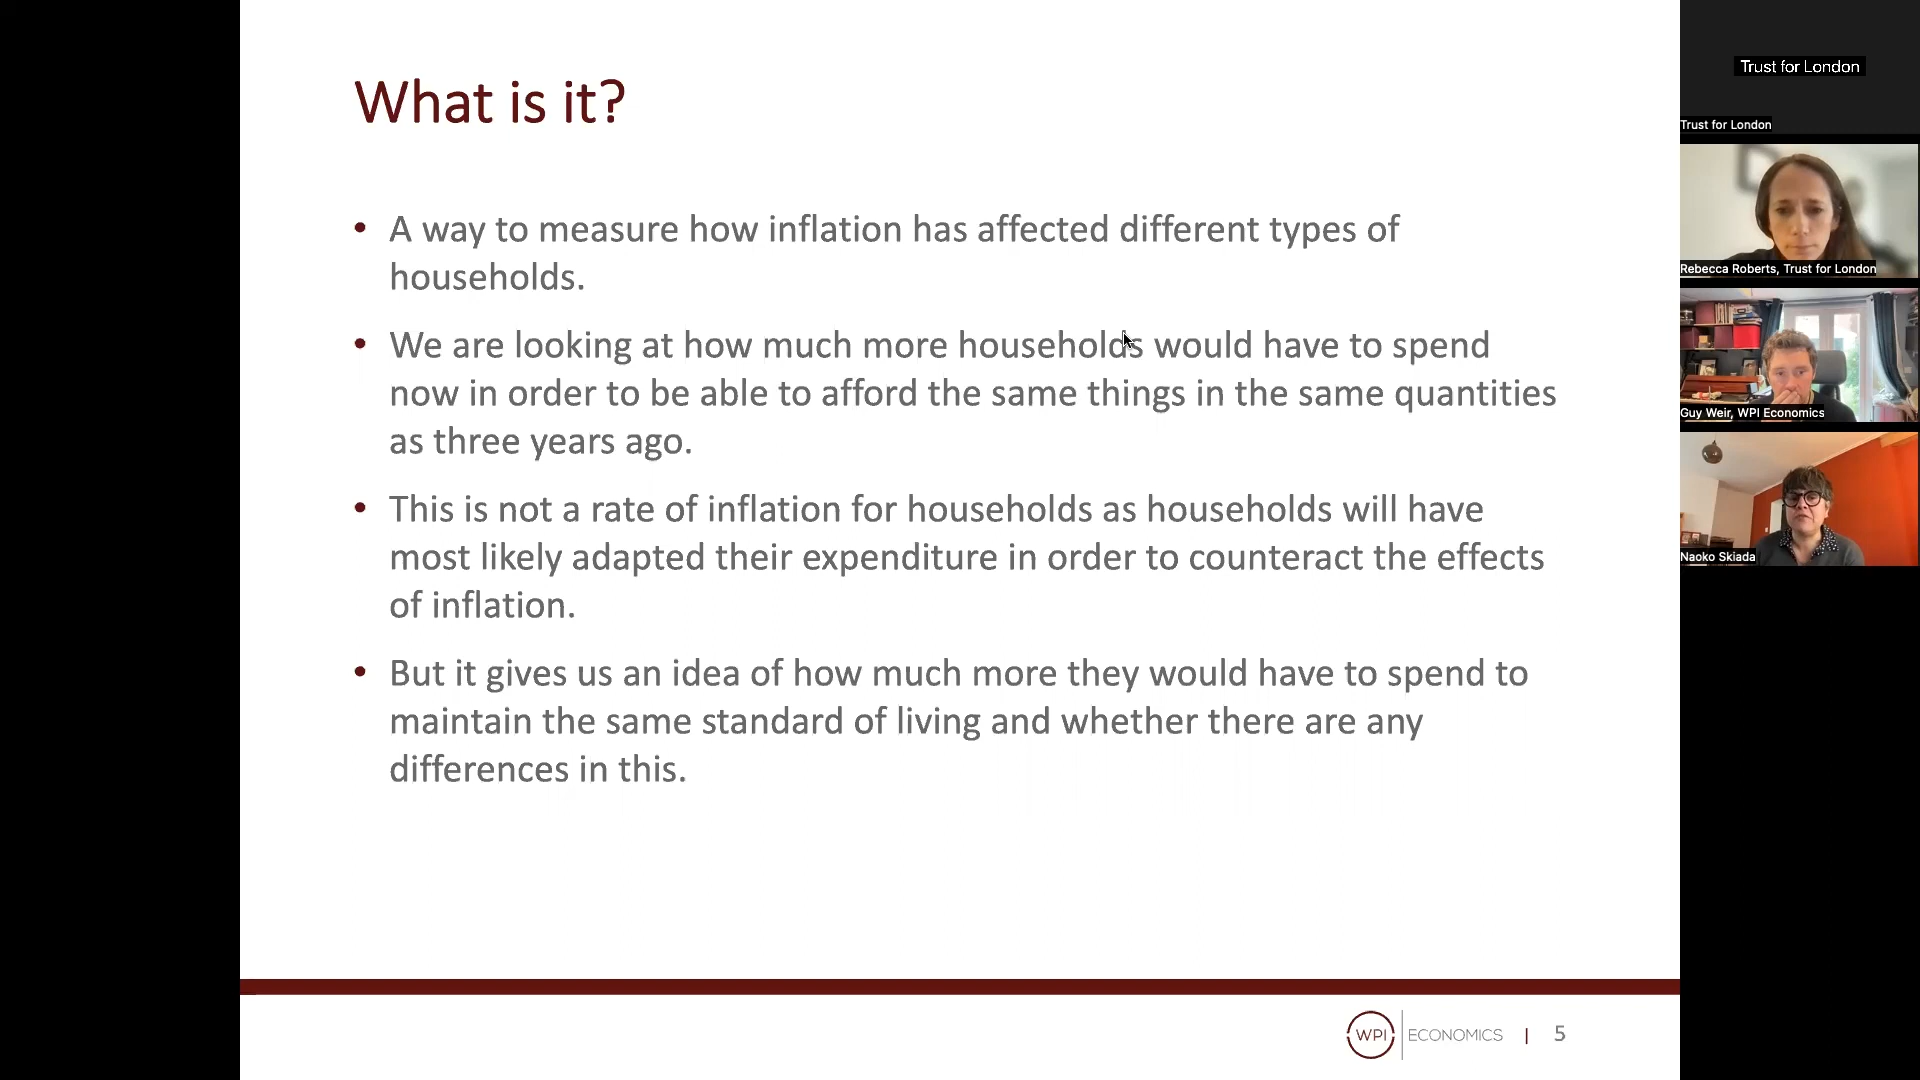 What is it?
• A way to measure how inflation has affected different types of
households.
• We are looking at how much more households would have to spend
now in order to be able to afford the same things in the same quantities
as three years ago.
• This is not a rate of inflation for households as households will have
most likely adapted their expenditure in order to counteract the effects
of inflation.
• But it gives us an idea of how much more they would have to spend to
maintain the same standard of living and whether there are any
differences in this.
WPI ECONOMICS | 5
Trust for London
Trust for London
Rebecca Roberts, Trust for London
Guy Weir, WPI Economics
Naoko Skiada